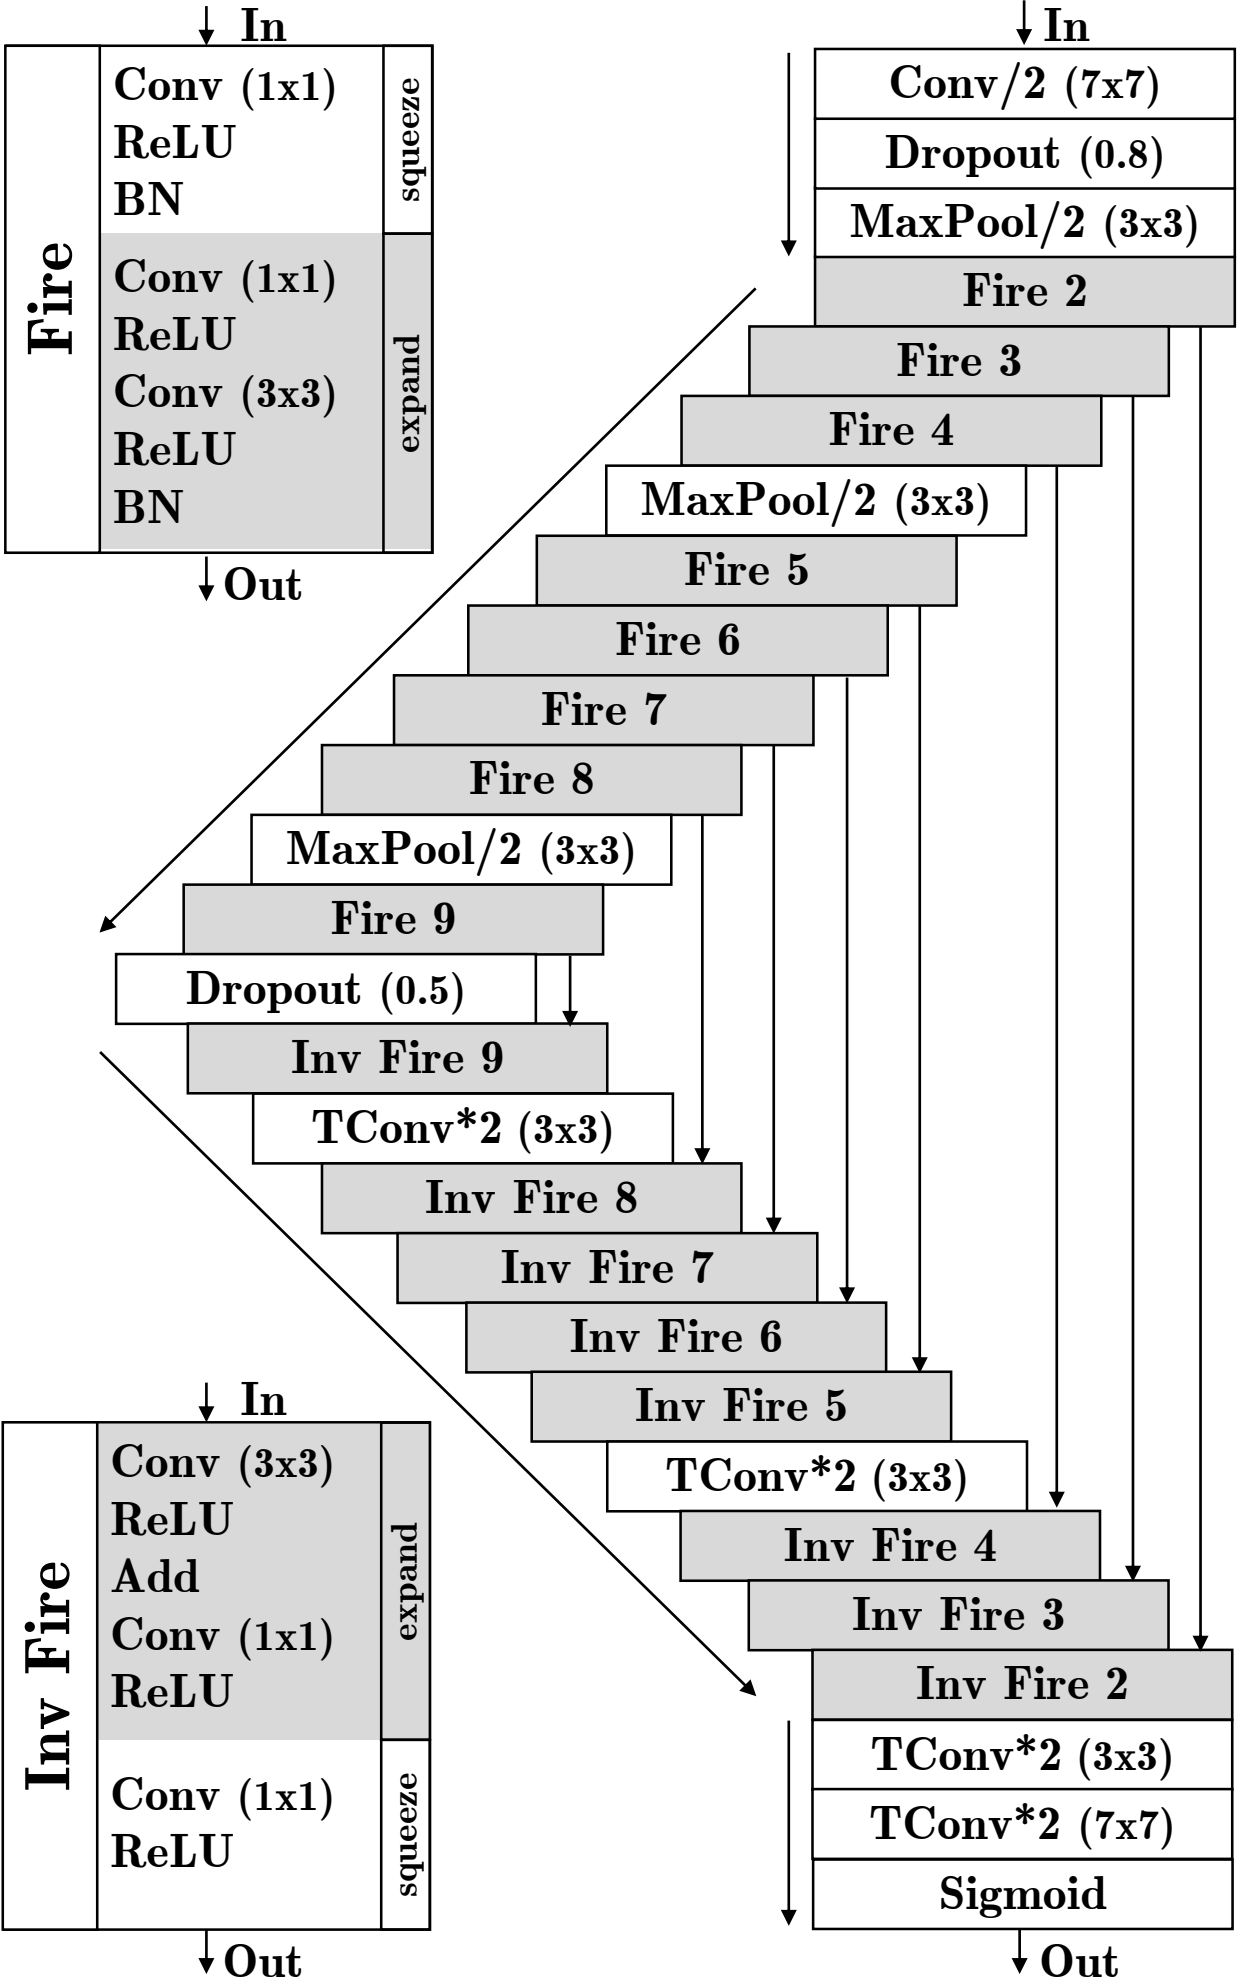 In
Fire
Conv (1x1)
ReLU
BN
squeeze
Conv (1x1)
ReLU
Conv (3x3)
ReLU
BN
expand
Out
In
Conv/2 (7x7)
Dropout (0.8)
MaxPool/2 (3x3)
Fire 2
Fire 3
Fire 4
MaxPool/2 (3x3)
Fire 5
Fire 6
Fire 7
Fire 8
MaxPool/2 (3x3)
Fire 9
Dropout (0.5)
Inv Fire 9
TConv*2 (3x3)
Inv Fire 8
Inv Fire 7
Inv Fire 6
Inv Fire 5
TConv*2 (3x3)
Inv Fire 4
Inv Fire 3
Inv Fire 2
TConv*2 (3x3)
TConv*2 (7x7)
Sigmoid
Out
In
Inv Fire
Conv (3x3)
ReLU
Add
Conv (1x1)
ReLU
expand
Conv (1x1)
ReLU
squeeze
Out